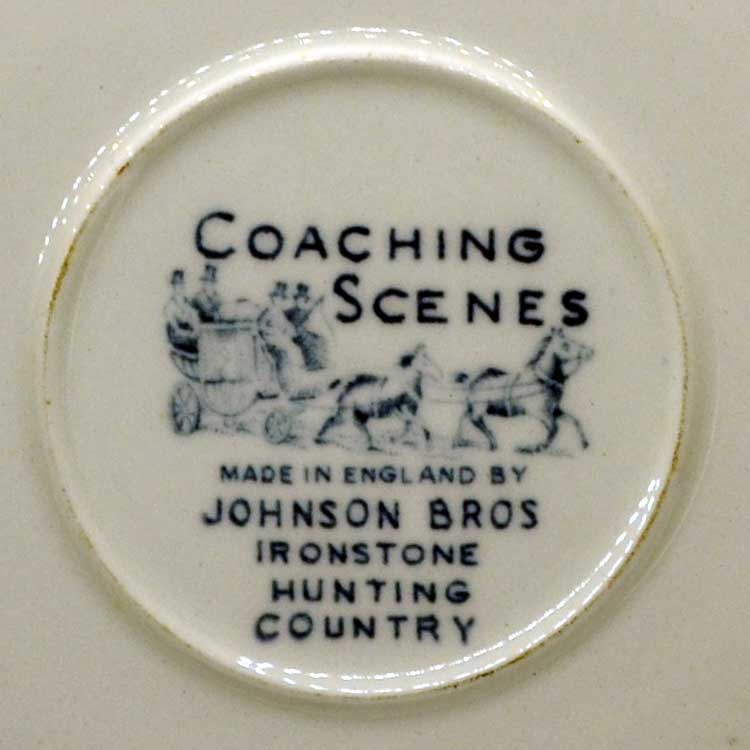 COACHING
SCENES
MADE IN ENGLAND BY
JOHNSON BROS
IRONSTONE
HUNTING
COUNTRY